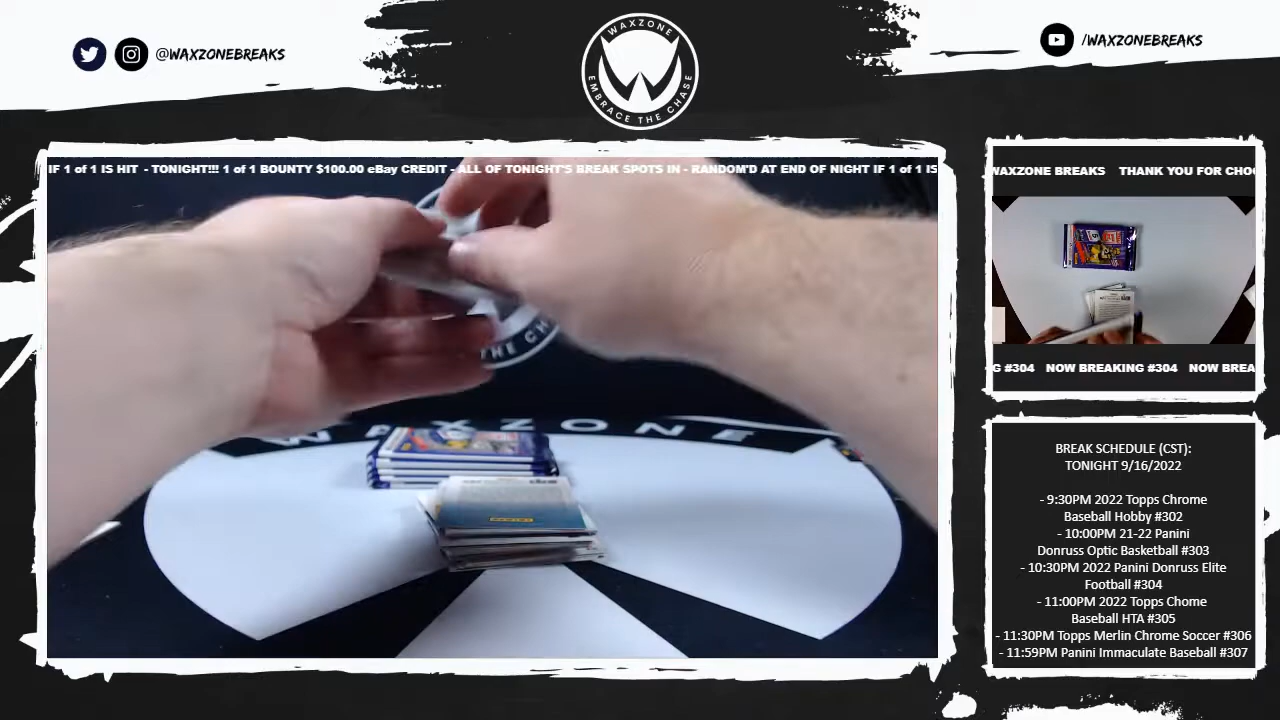 @WAXZONEBREAKS
WAXZONE
EMBRACE THE CHASE
/WAXZONEBREAKS
IF 1 of 1 IS HIT - TONIGHT!!! 1 of 1 BOUNTY $100.00 eBay CREDIT - ALL OF TONIGHT'S BREAK SPOTS IN - RANDOM'D AT END OF NIGHT IF 1 of 1 IS
THE CHA
WAXZONE
WAXZONE BREAKS THANK YOU FOR CHOO
G #304 NOW BREAKING #304 NOW BREA
BREAK SCHEDULE (CST):
TONIGHT 9/16/2022
- 9:30PM 2022 Topps Chrome
Baseball Hobby #302
- 10:00PM 21-22 Panini
Donruss Optic Basketball #303
- 10:30PM 2022 Panini Donruss Elite
Football #304
- 11:00PM 2022 Topps Chome
Baseball HTA #305
- 11:30PM Topps Merlin Chrome Soccer #306
- 11:59PM Panini Immaculate Baseball #307